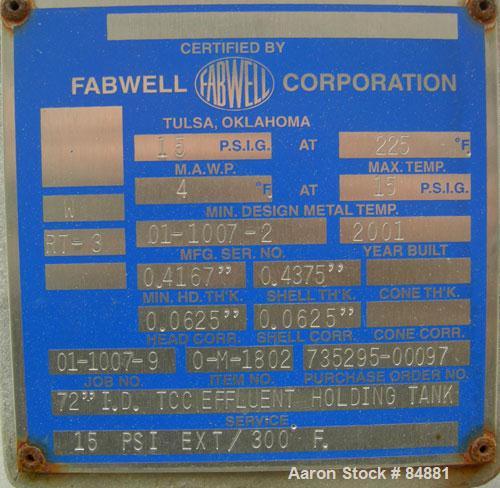 CERTIFIED BY
FABWELL FABWELL CORPORATION
TULSA, OKLAHOMA
15 P.S.I.G. AT 225 °F.
M.A.W.P. MAX. TEMP.
4 °F. AT 15 P.S.I.G.
W MIN. DESIGN METAL TEMP.
RT-3 01-1007-2 2001
MFG. SER. NO. YEAR BUILT
0.4167" 0.4375"
MIN. HD. TH'K. SHELL TH'K. CONE TH'K.
0.0625" 0.0625"
HEAD CORR. SHELL CORR. CONE CORR.
01-1007-9 0-M-1802 735295-00097
JOB NO. ITEM NO. PURCHASE ORDER NO.
72" I.D. TCC EFFLUENT HOLDING TANK
SERVICE
15 PSI EXT/300° F.
Aaron Stock # 84881